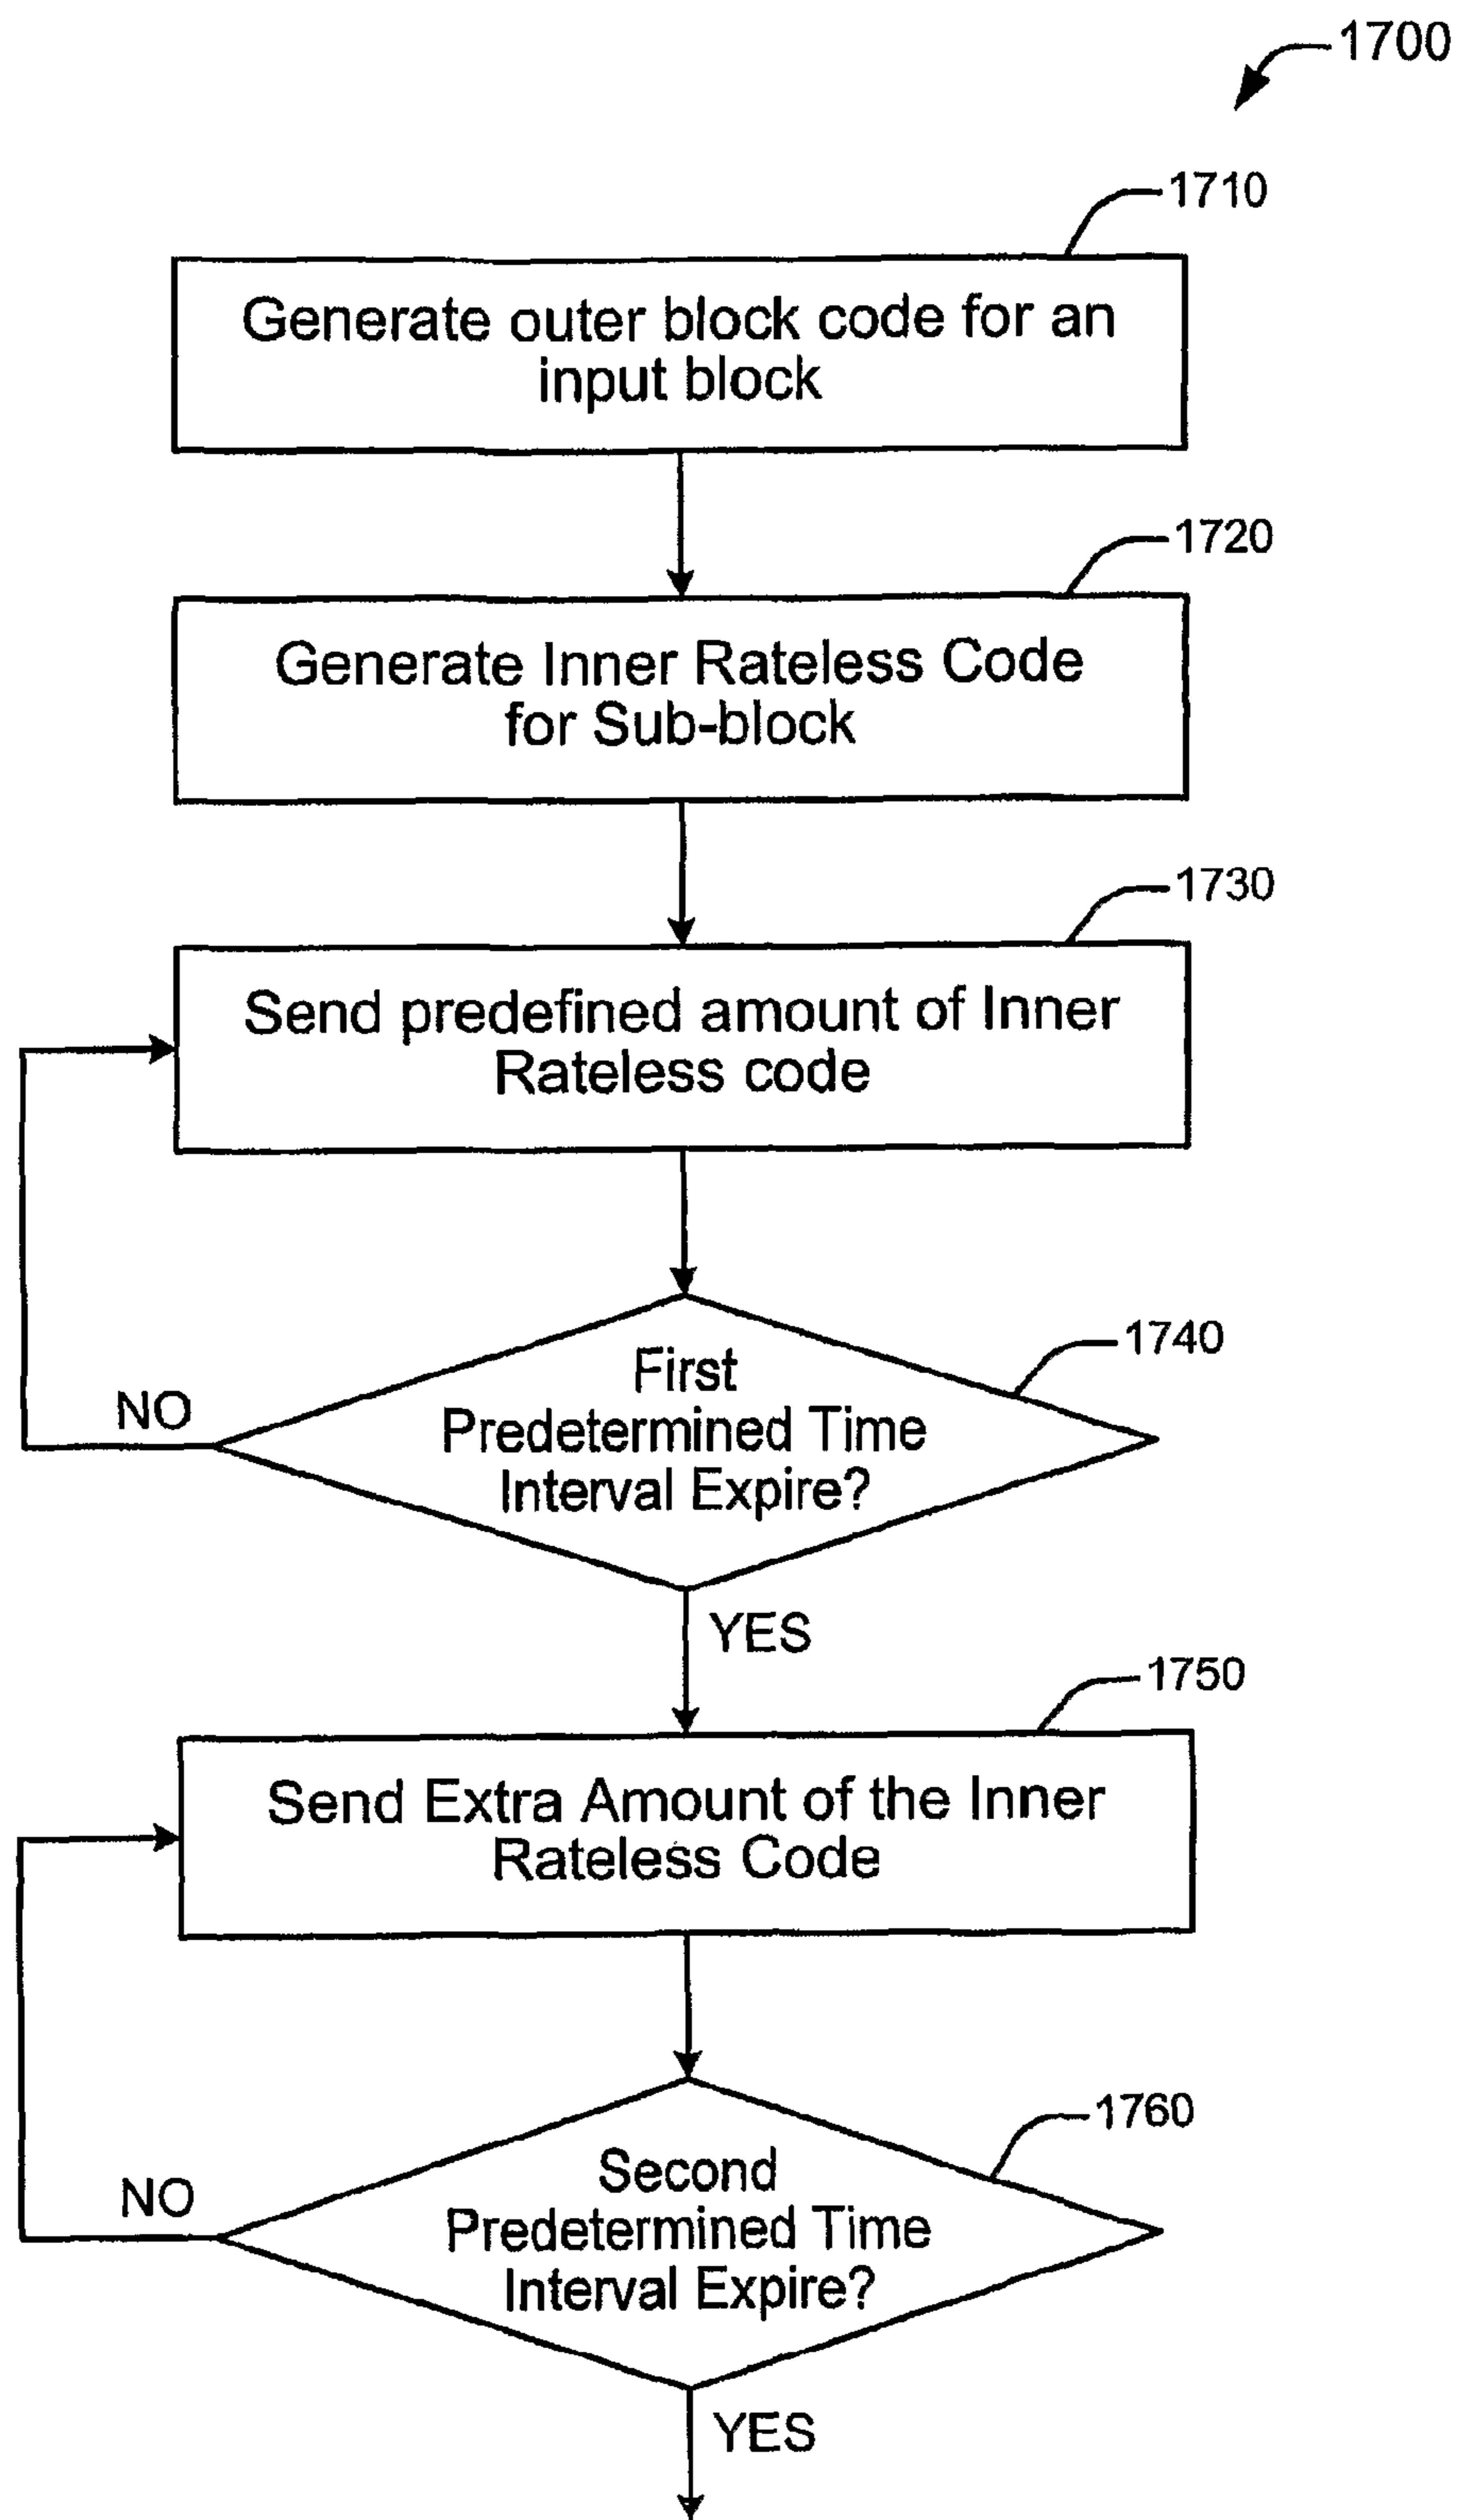 1700
1710
Generate outer block code for an
input block
1720
Generate Inner Rateless Code
for Sub-block
1730
Send predefined amount of Inner
Rateless code
1740
First
Predetermined Time
Interval Expire?
NO
YES
1750
Send Extra Amount of the Inner
Rateless Code
1760
Second
Predetermined Time
Interval Expire?
NO
YES